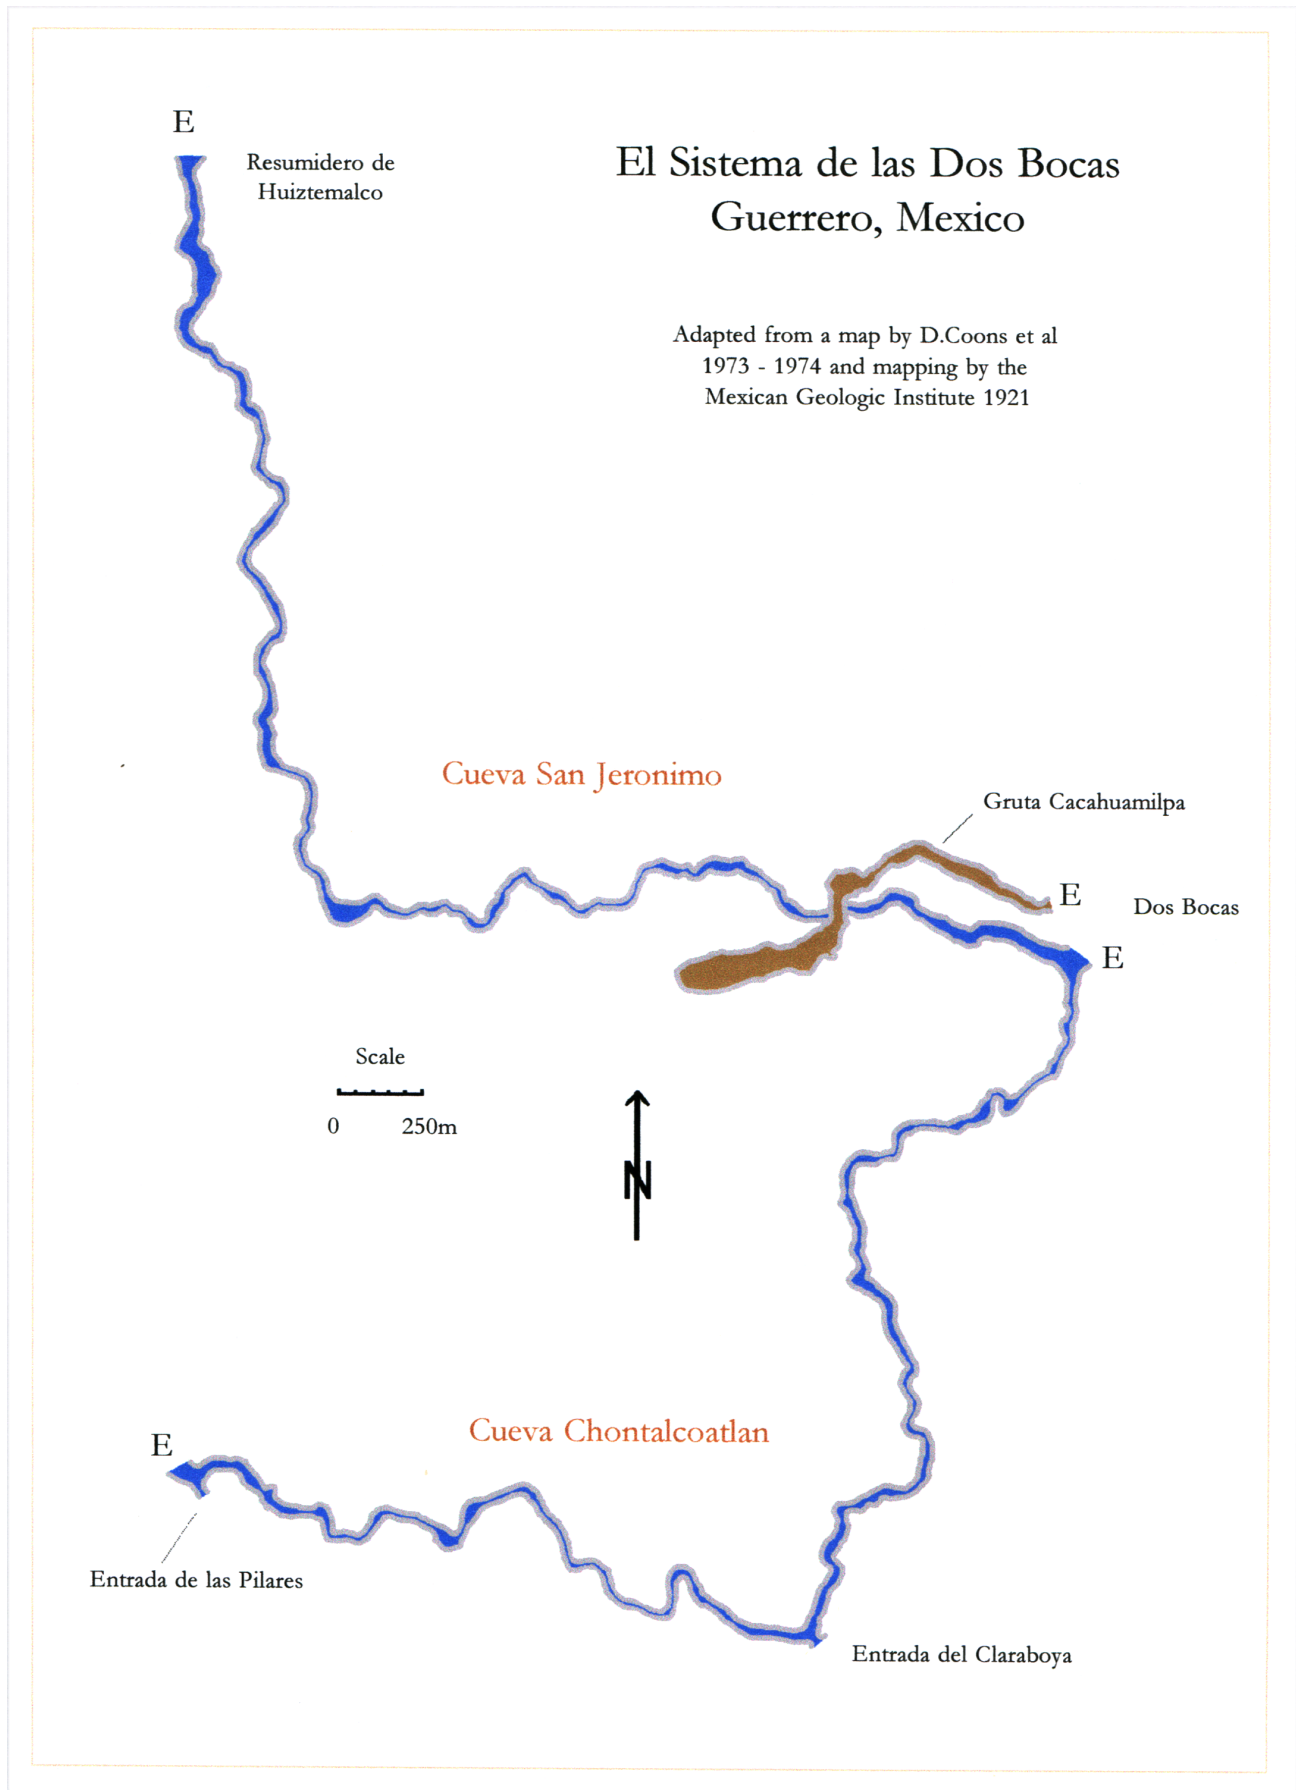 E
Resumidero de
Huiztemalco
El Sistema de las Dos Bocas
Guerrero, Mexico
Adapted from a map by D.Coons et al
1973 - 1974 and mapping by the
Mexican Geologic Institute 1921
Cueva San Jeronimo
Gruta Cacahuamilpa
E
Dos Bocas
E
Scale
0 250m
N
Cueva Chontalcoatlan
E
Entrada de las Pilares
Entrada del Claraboya